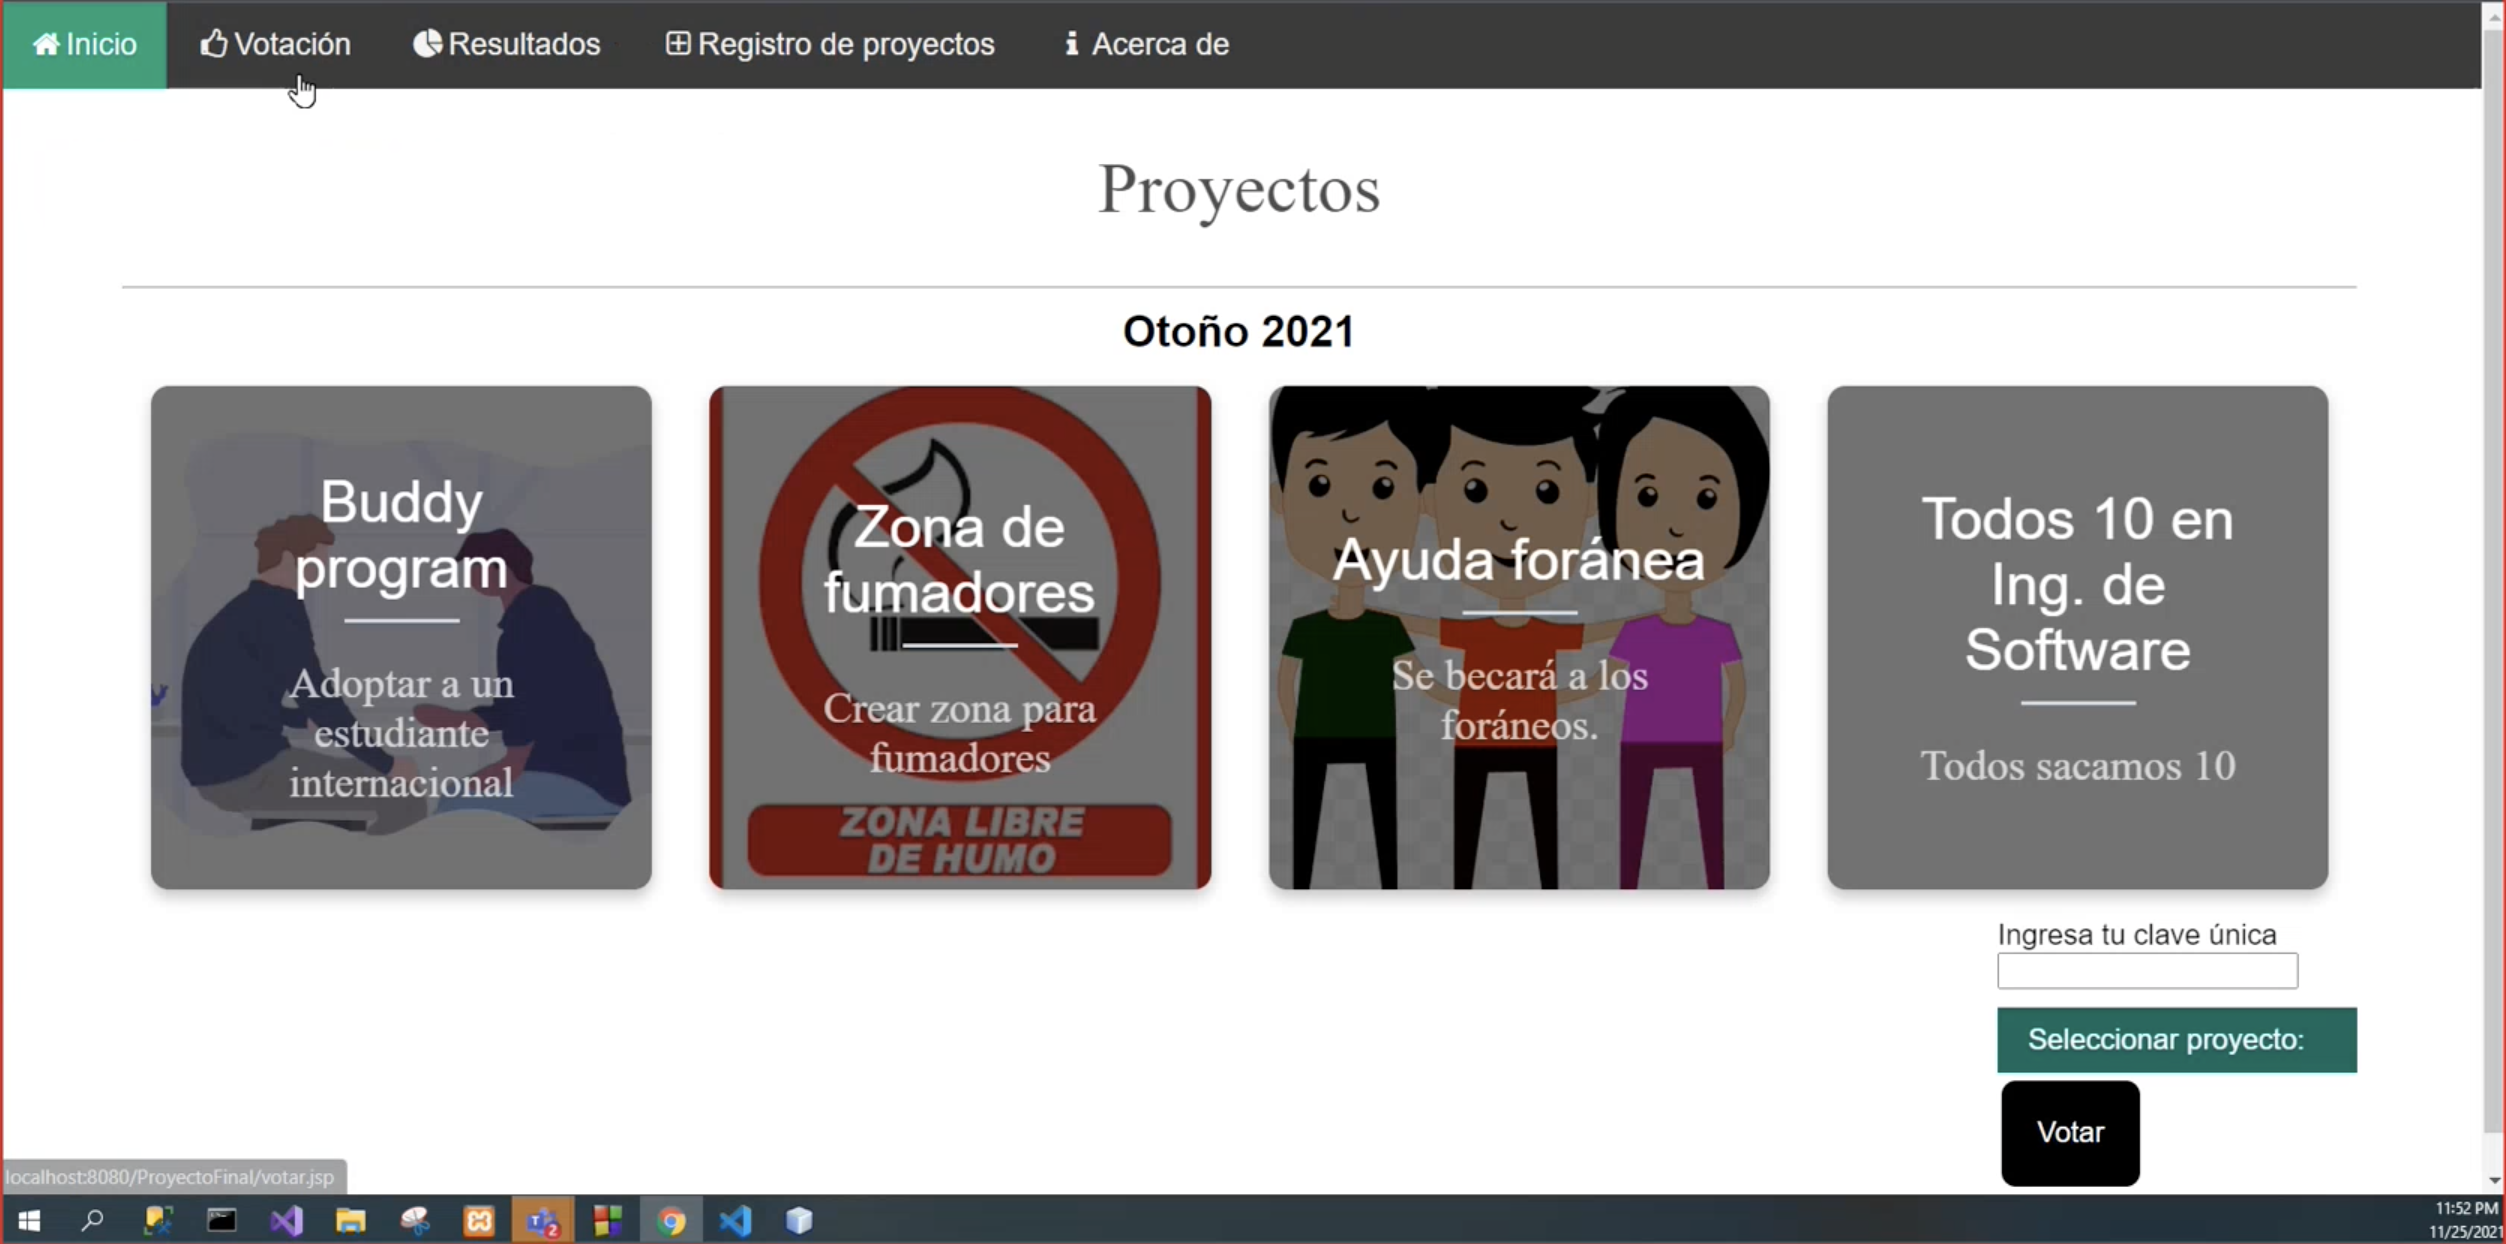 Inicio Votación Resultados Registro de proyectos Acerca de
Proyectos
Otoño 2021
Buddy
program
Adoptar a un
estudiante
internacional
Zona de
fumadores
Crear zona para
fumadores
ZONA LIBRE
DE HUMO
Ayuda foránea
Se becará a los
foráneos.
Todos 10 en
Ing. de
Software
Todos sacamos 10
Ingresa tu clave única
Seleccionar proyecto:
Votar
localhost:8080/ProyectoFinal/votar.jsp
T 2
11:52 PM
11/25/2021